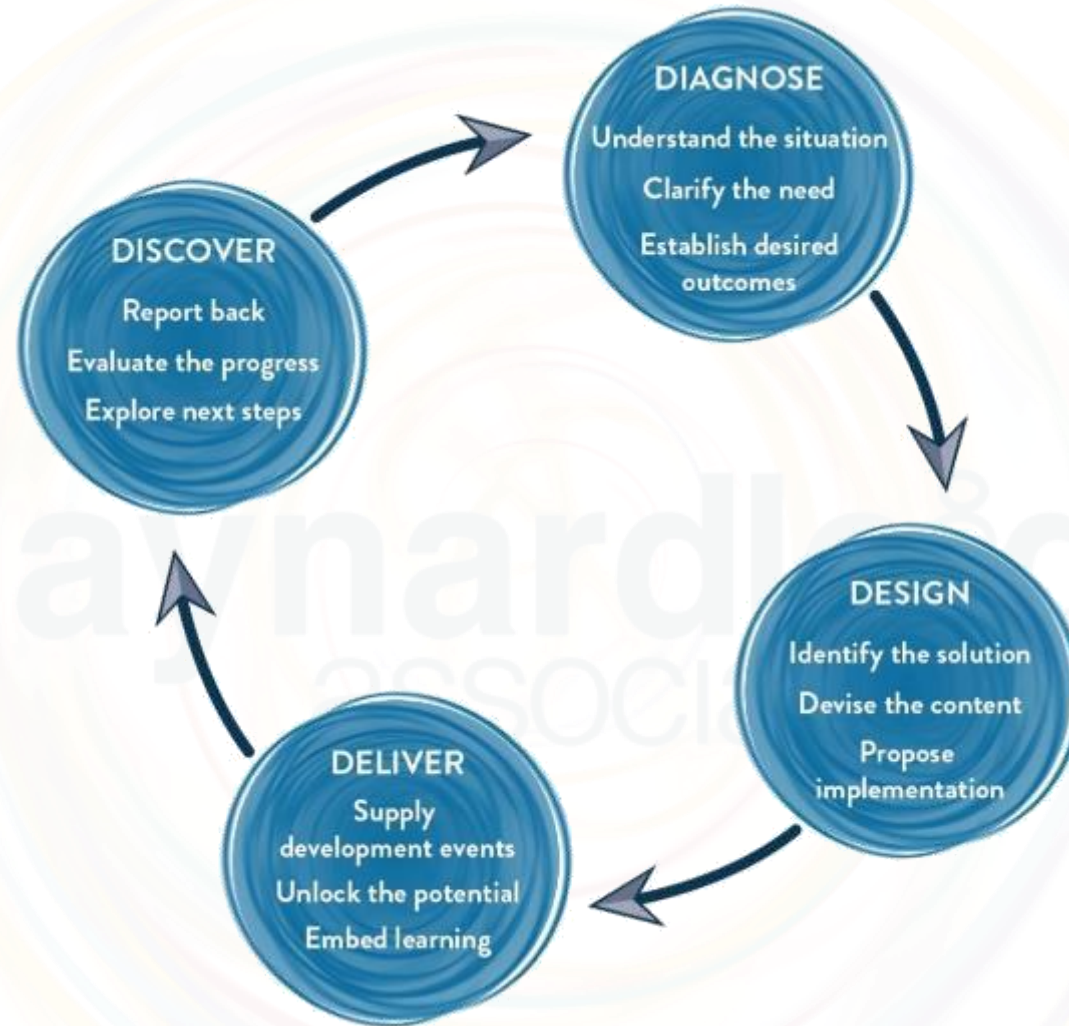 DIAGNOSE
Understand the situation
Clarify the need
Establish desired
outcomes
DISCOVER
Report back
Evaluate the progress
Explore next steps
DESIGN
Identify the solution
Devise the content
Propose
implementation
DELIVER
Supply
development events
Unlock the potential
Embed learning